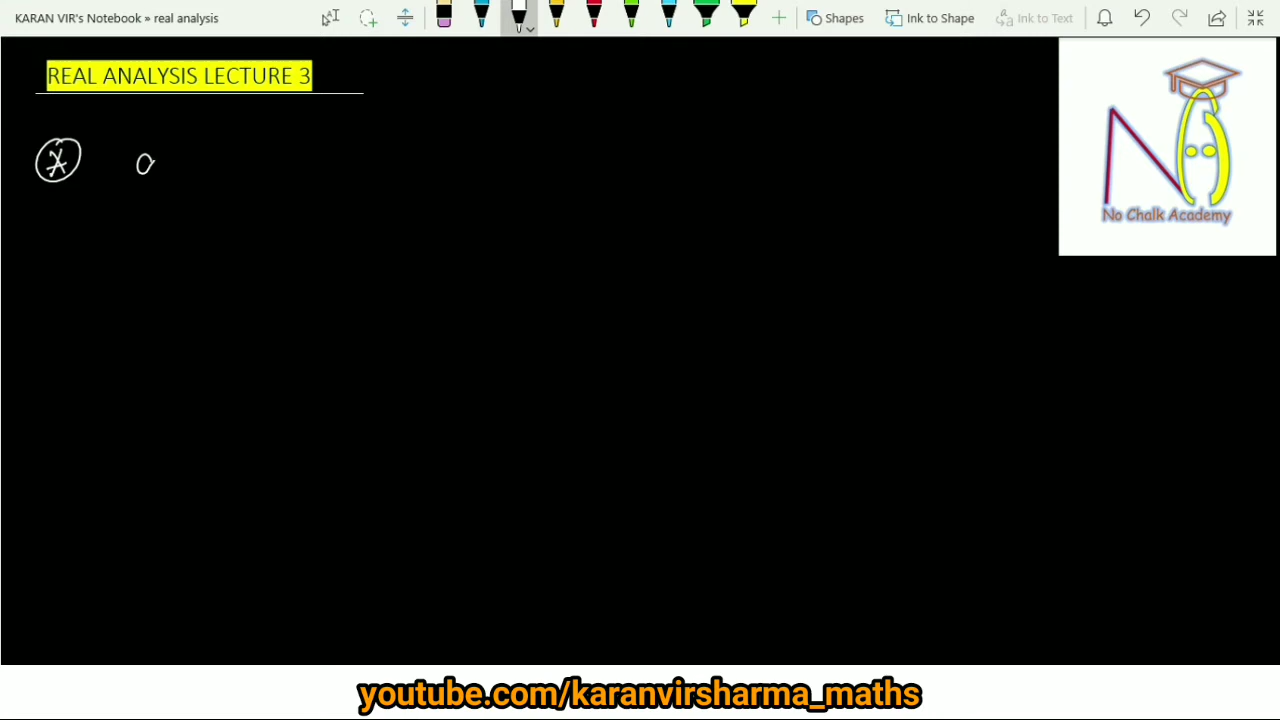 KARAN VIR's Notebook » real analysis
Shapes
Ink to Shape
Ink to Text
REAL ANALYSIS LECTURE 3
No Chalk Academy
youtube.com/karanvirsharma_maths